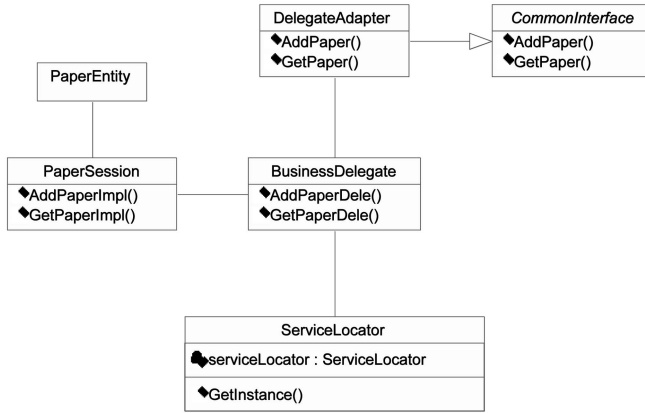 DelegateAdapter
AddPaper()
GetPaper()
CommonInterface
AddPaper()
GetPaper()
PaperEntity
PaperSession
AddPaperImpl()
GetPaperImpl()
BusinessDelegate
AddPaperDele()
GetPaperDele()
ServiceLocator
serviceLocator : ServiceLocator
GetInstance()